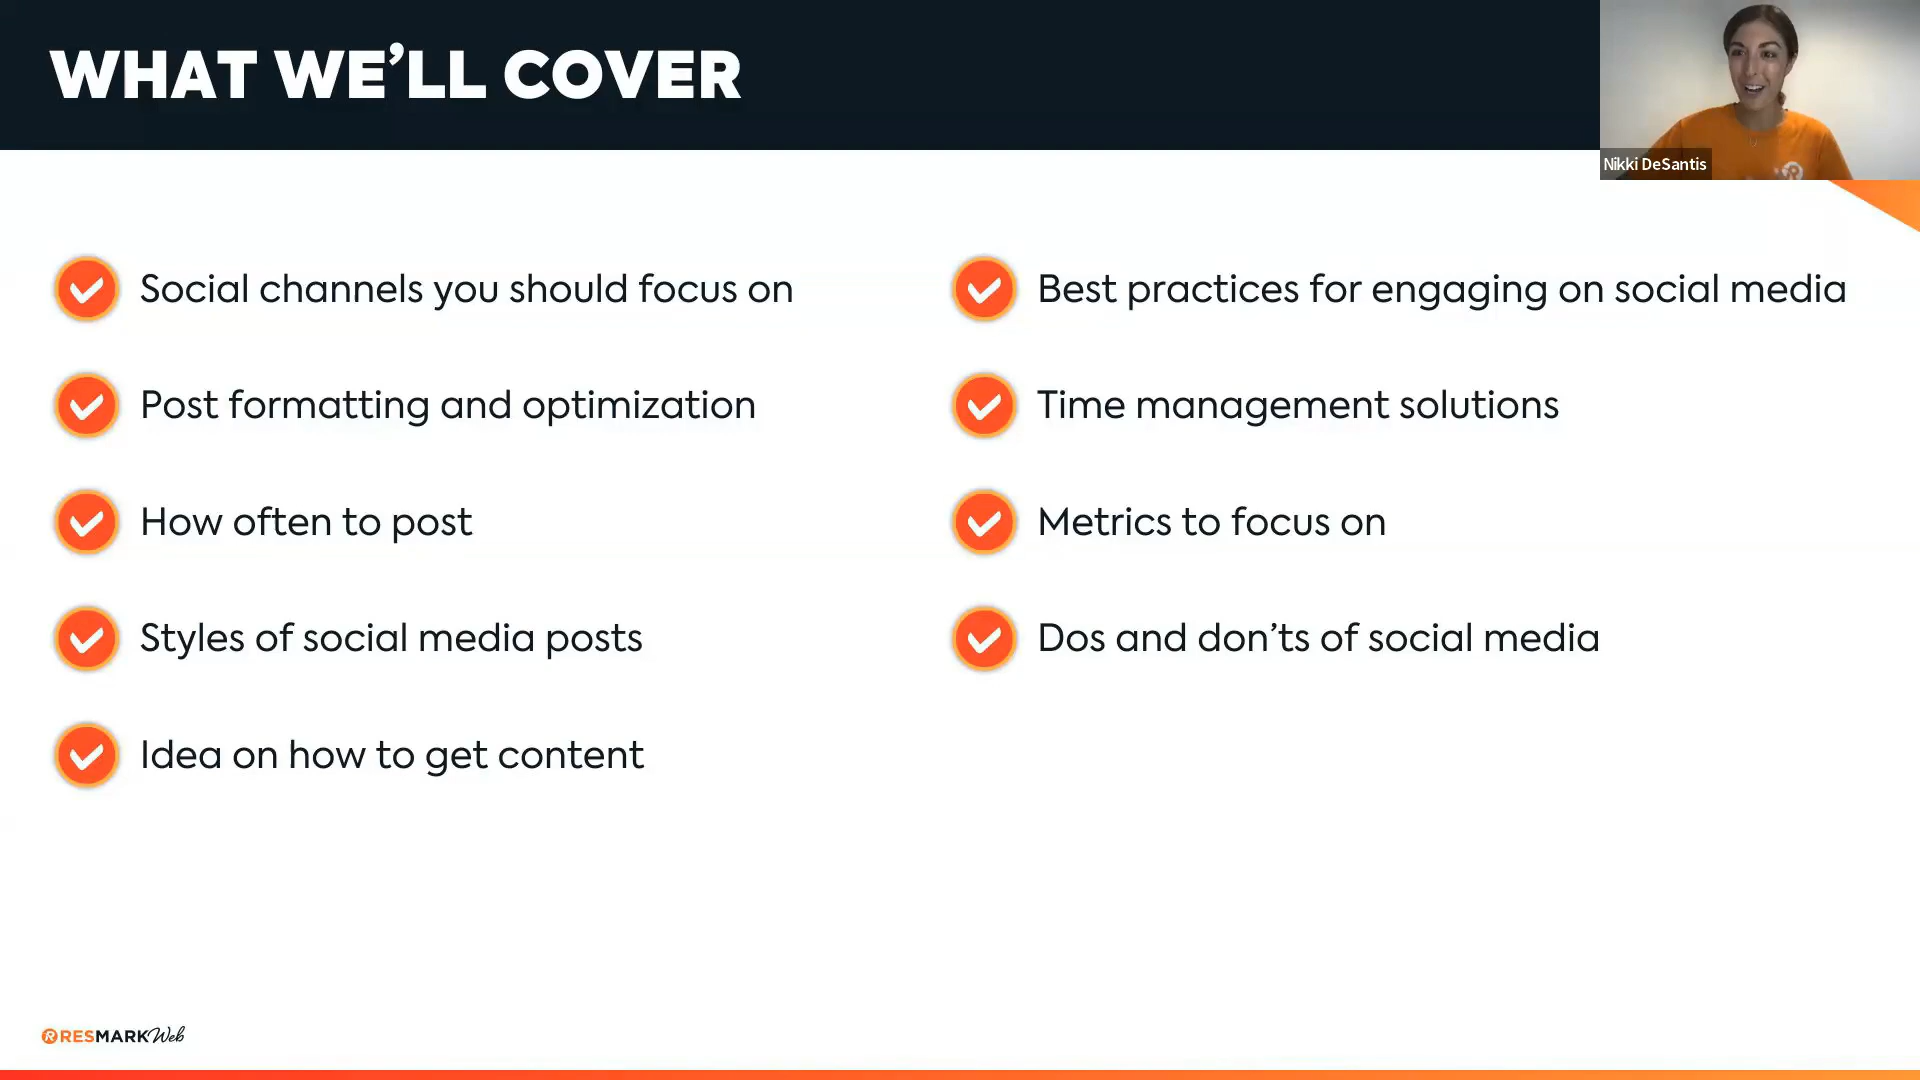 WHAT WE’LL COVER
Nikki DeSantis
Social channels you should focus on
Post formatting and optimization
How often to post
Styles of social media posts
Idea on how to get content
Best practices for engaging on social media
Time management solutions
Metrics to focus on
Dos and don’ts of social media
RESMARK Web